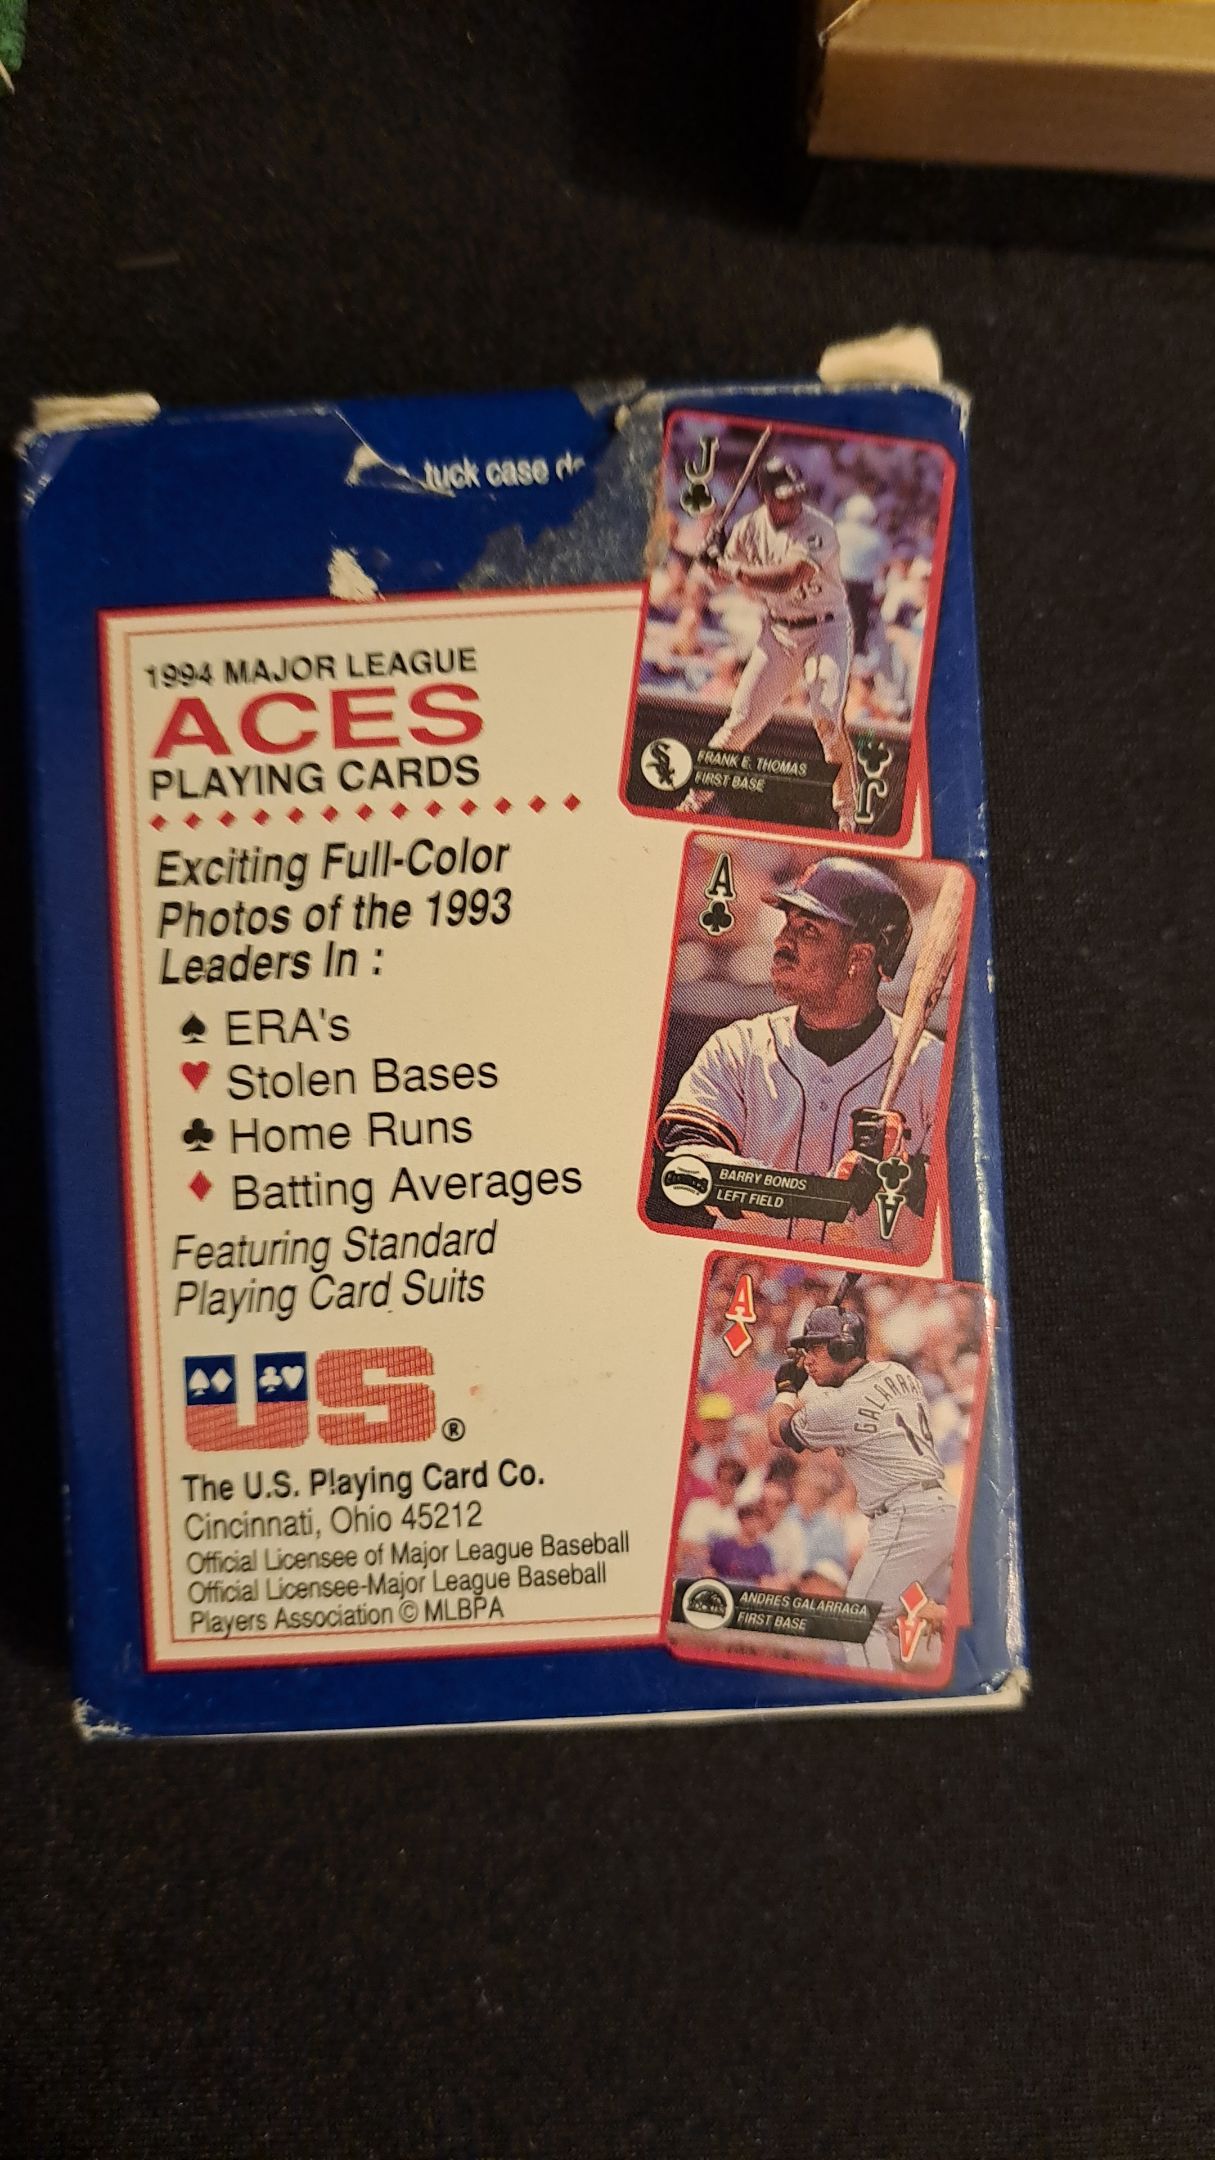 tuck case
1994 MAJOR LEAGUE
ACES
PLAYING CARDS
Exciting Full-Color
Photos of the 1993
Leaders In :
♠ ERA's
♥ Stolen Bases
♣ Home Runs
♦ Batting Averages
Featuring Standard
Playing Card Suits
US®
The U.S. Playing Card Co.
Cincinnati, Ohio 45212
Official Licensee of Major League Baseball
Official Licensee-Major League Baseball
Players Association © MLBPA
J
Sox
FRANK E. THOMAS
FIRST BASE
J
A
BARRY BONDS
LEFT FIELD
A
A
GALARRA
14
ANDRES GALARRAGA
FIRST BASE
A